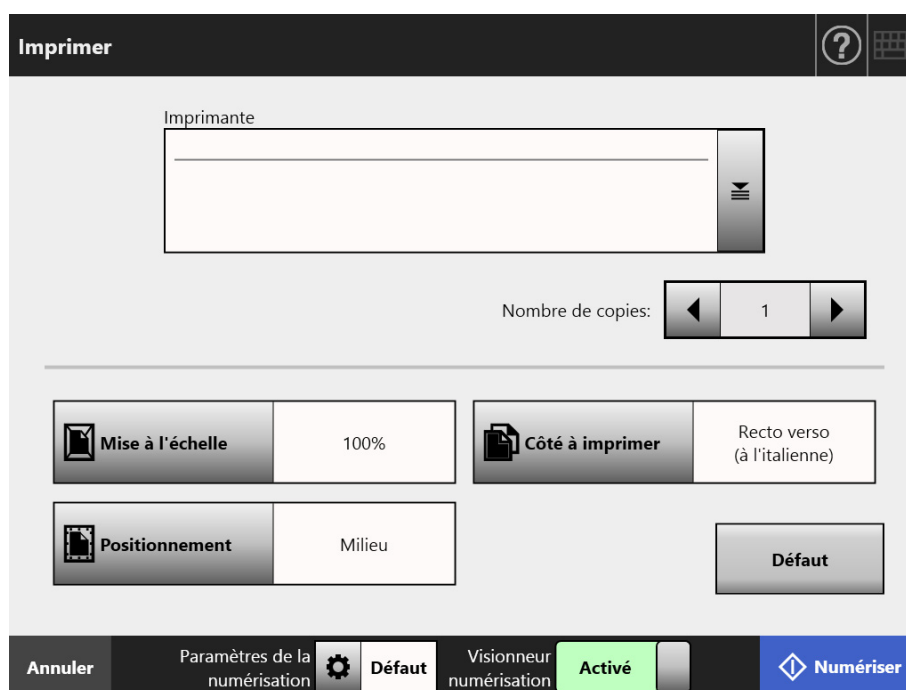 Imprimer
Imprimante
Nombre de copies:
1
Mise à l'échelle
100%
Côté à imprimer
Recto verso
(à l'italienne)
Positionnement
Milieu
Défaut
Annuler
Paramètres de la
numérisation
Défaut
Visionneur
numérisation
Activé
Numériser